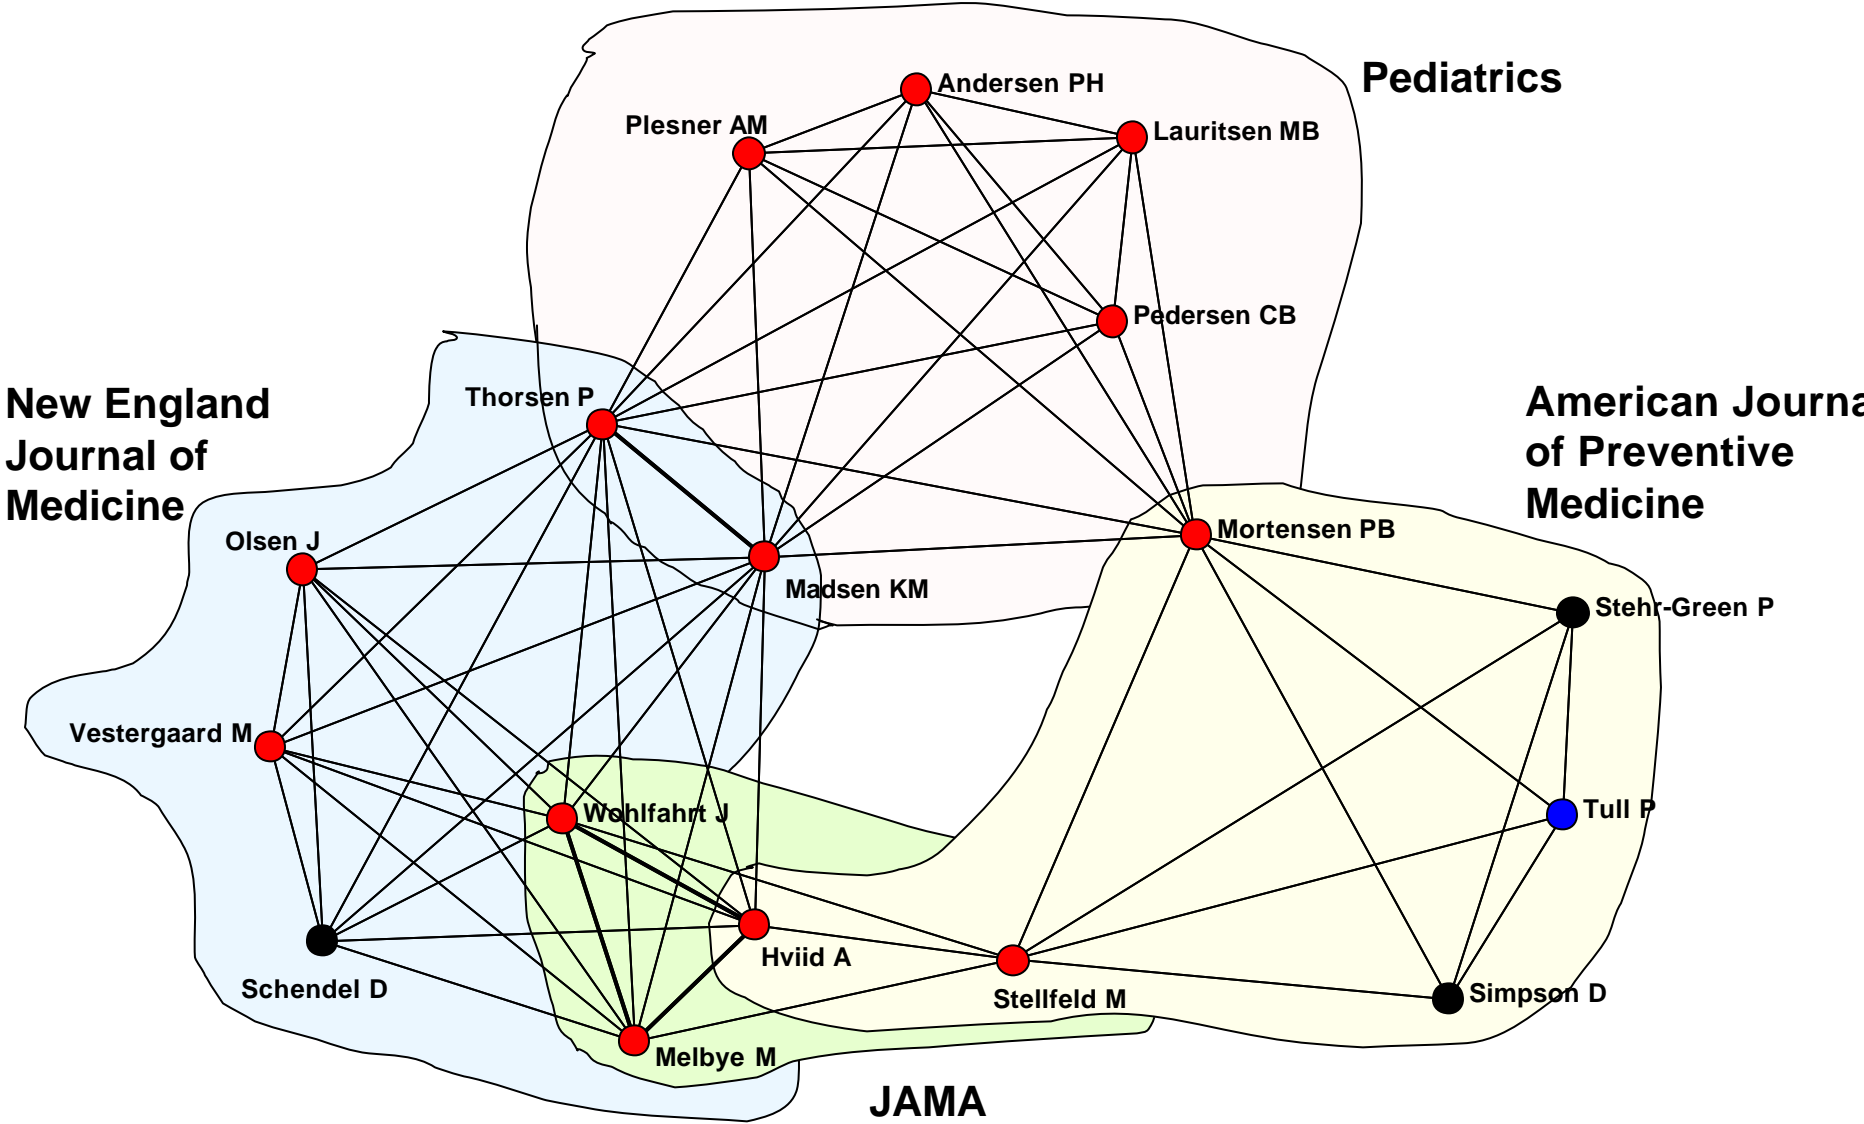 Pediatrics
Andersen PH
Plesner AM
Lauritsen MB
Pedersen CB
New England
Journal of
Medicine
Thorsen P
American Journa
of Preventive
Medicine
Olsen J
Mortensen PB
Madsen KM
Stehr-Green P
Vestergaard M
Wohlfahrt J
Tull P
Hviid A
Schendel D
Stellfeld M
Simpson D
Melbye M
JAMA